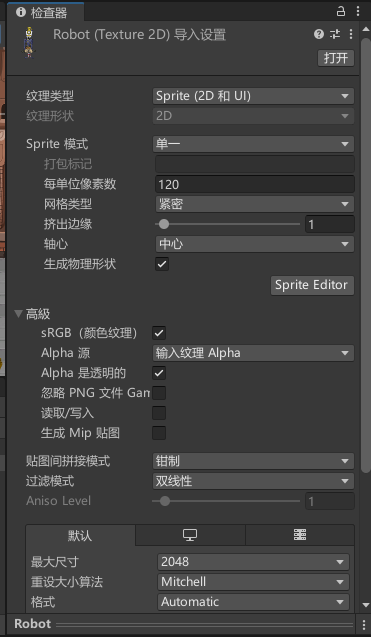 检查器
Robot (Texture 2D) 导入设置
打开
纹理类型 Sprite (2D 和 UI)
纹理形状 2D
Sprite 模式 单一
打包标记
每单位像素数 120
网格类型 紧密
挤出边缘 1
轴心 中心
生成物理形状
Sprite Editor
高级
sRGB（颜色纹理）
Alpha 源 输入纹理 Alpha
Alpha 是透明的
忽略 PNG 文件 Gam
读取/写入
生成 Mip 贴图
贴图间拼接模式 钳制
过滤模式 双线性
Aniso Level 1
默认
最大尺寸 2048
重设大小算法 Mitchell
格式 Automatic
Robot